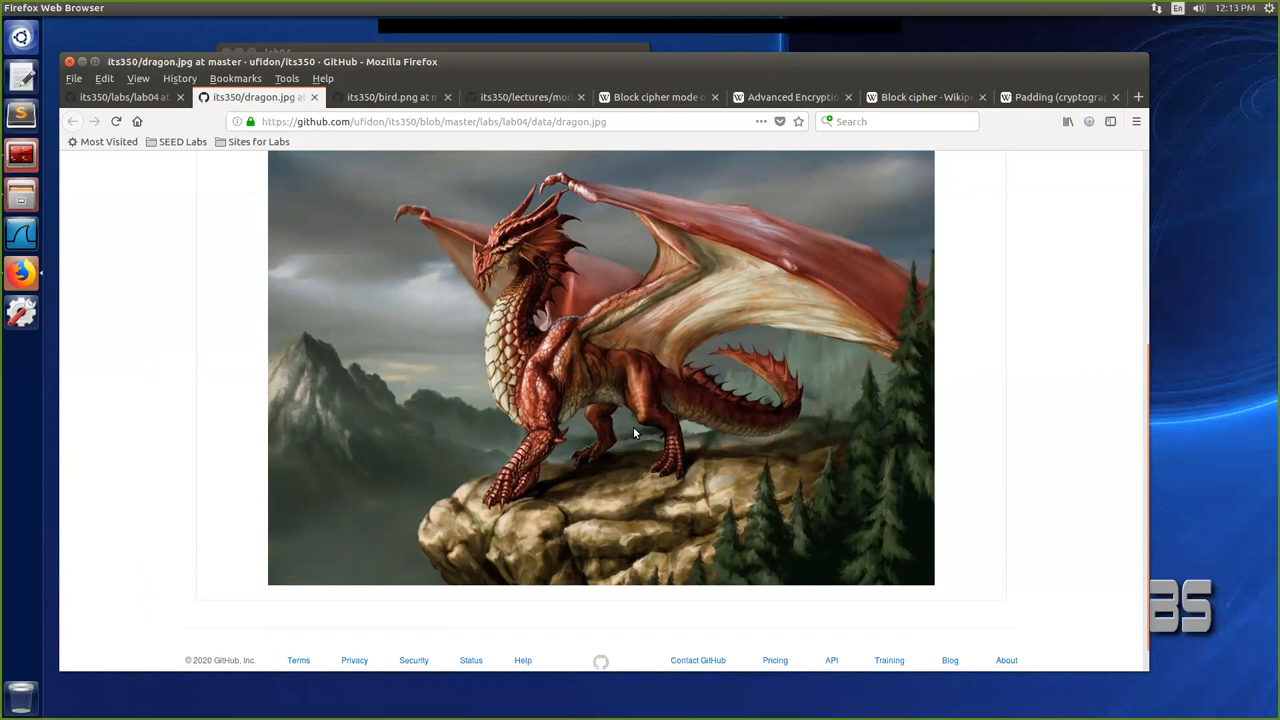 Firefox Web Browser
En
12:13 PM
lab04
its350/dragon.jpg at master · ufidon/its350 · GitHub - Mozilla Firefox
File Edit View History Bookmarks Tools Help
its350/labs/lab04 at
its350/dragon.jpg a
its350/bird.png at m
its350/lectures/mo
Block cipher mode o
Advanced Encryptio
Block cipher - Wikip
Padding (cryptogra
https://github.com/ufidon/its350/blob/master/labs/lab04/data/dragon.jpg
Search
Most Visited SEED Labs Sites for Labs
BS
© 2020 GitHub, Inc. Terms Privacy Security Status Help Contact GitHub Pricing API Training Blog About